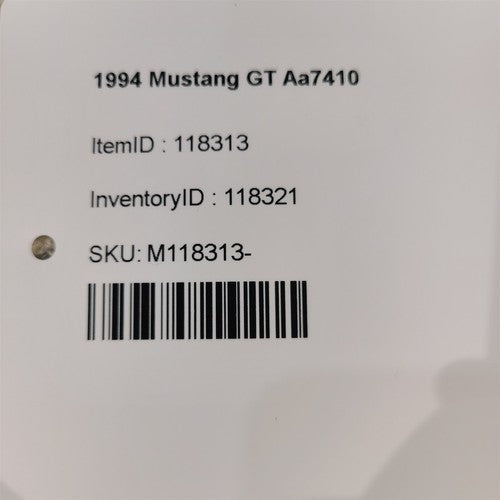 1994 Mustang GT Aa7410
ItemID : 118313
InventoryID : 118321
SKU: M118313-